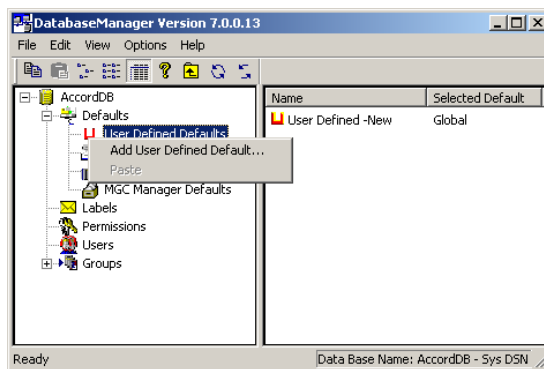 DatabaseManager Version 7.0.0.13
File Edit View Options Help
AccordDB
Defaults
User Defined Defaults
Add User Defined Default...
Paste
MGC Manager Defaults
Labels
Permissions
Users
Groups
Name Selected Default
User Defined -New Global
Ready Data Base Name: AccordDB - Sys DSN